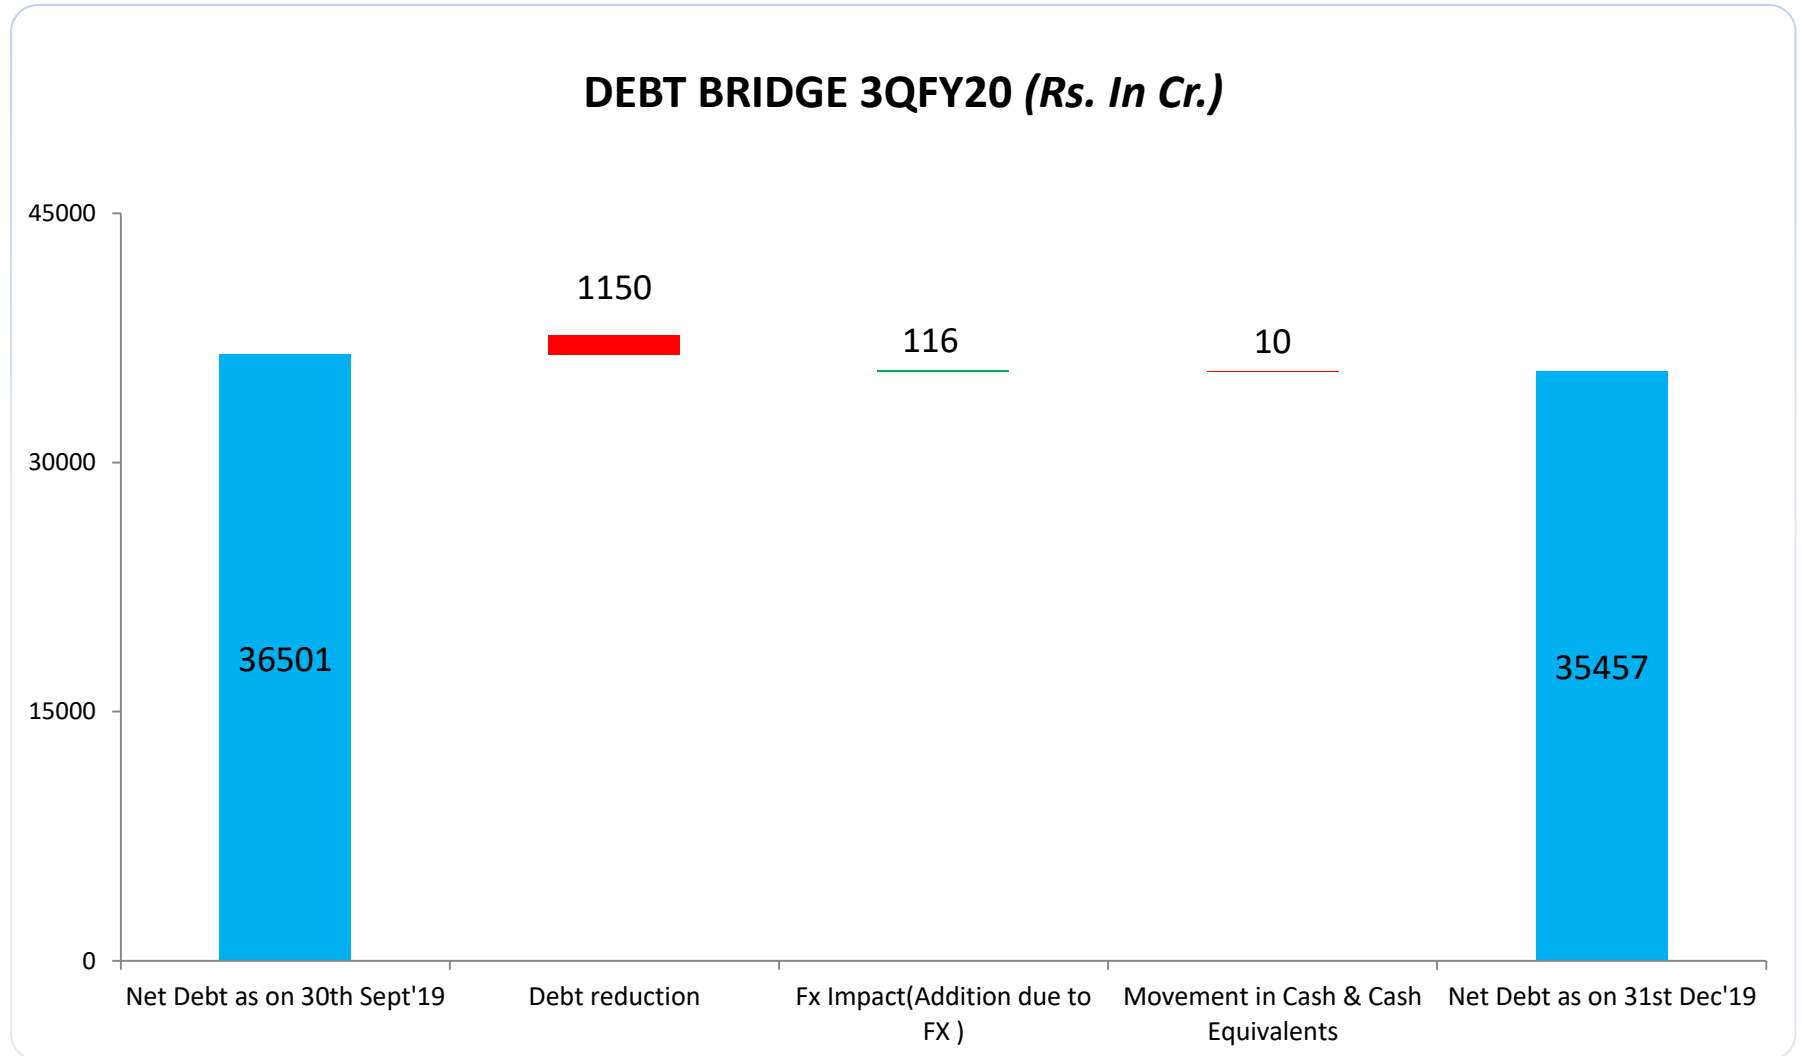 DEBT BRIDGE 3QFY20 (Rs. In Cr.)
45000
30000
15000
0
36501
1150
116
10
35457
Net Debt as on 30th Sept'19
Debt reduction
Fx Impact(Addition due to
FX )
Movement in Cash & Cash
Equivalents
Net Debt as on 31st Dec'19